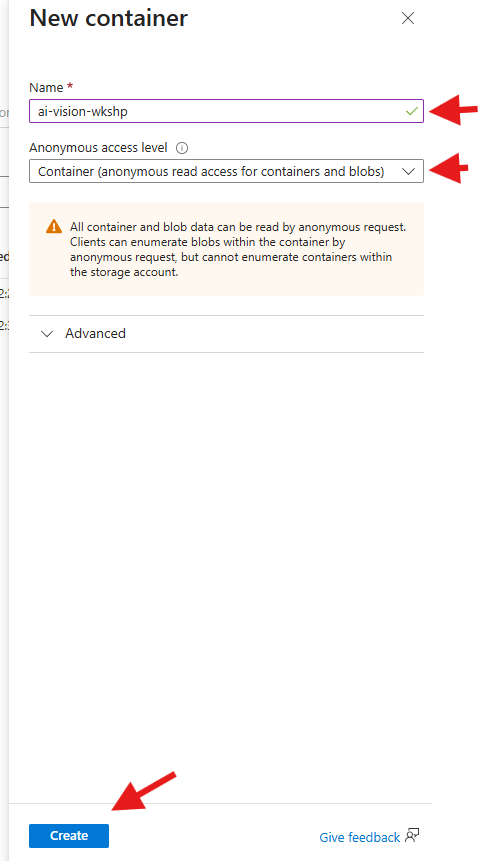 New container
Name *
ai-vision-wkshp
Anonymous access level
Container (anonymous read access for containers and blobs)
All container and blob data can be read by anonymous request.
Clients can enumerate blobs within the container by
anonymous request, but cannot enumerate containers within
the storage account.
Advanced
Create
Give feedback